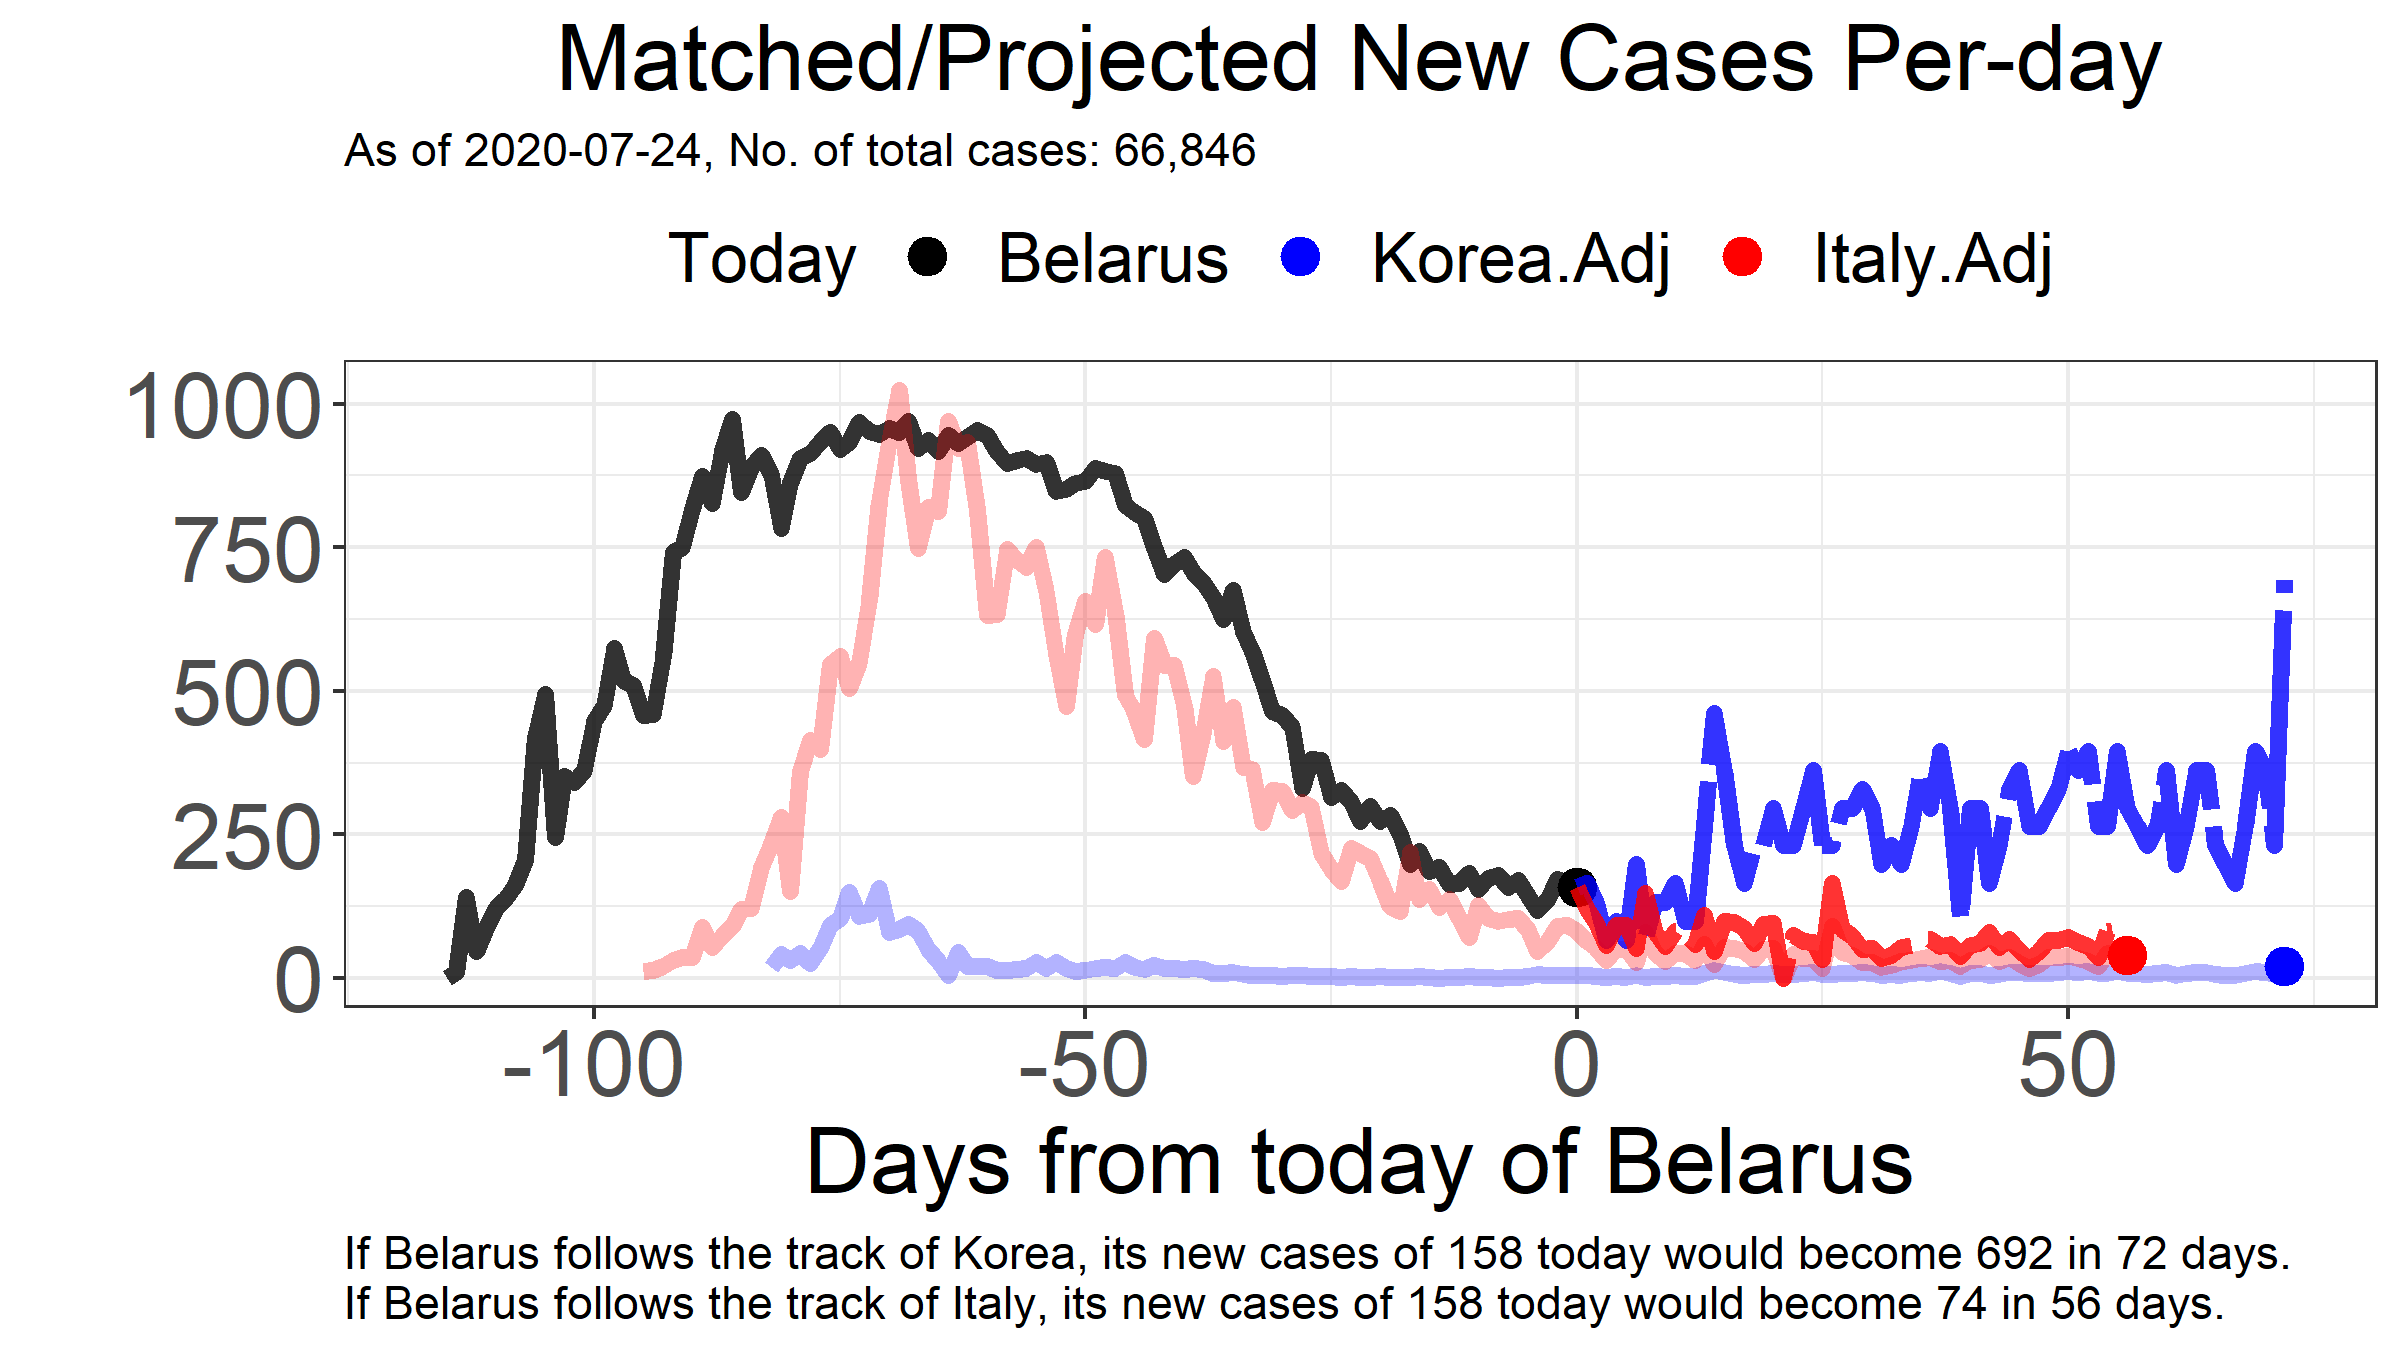 Matched/Projected New Cases Per-day
As of 2020-07-24, No. of total cases: 66,846
Today Belarus Korea.Adj Italy.Adj
1000
750
500
250
0
-100 -50 0 50
Days from today of Belarus
If Belarus follows the track of Korea, its new cases of 158 today would become 692 in 72 days.
If Belarus follows the track of Italy, its new cases of 158 today would become 74 in 56 days.